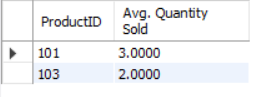 ProductID Avg. Quantity
Sold
101 3.0000
103 2.0000